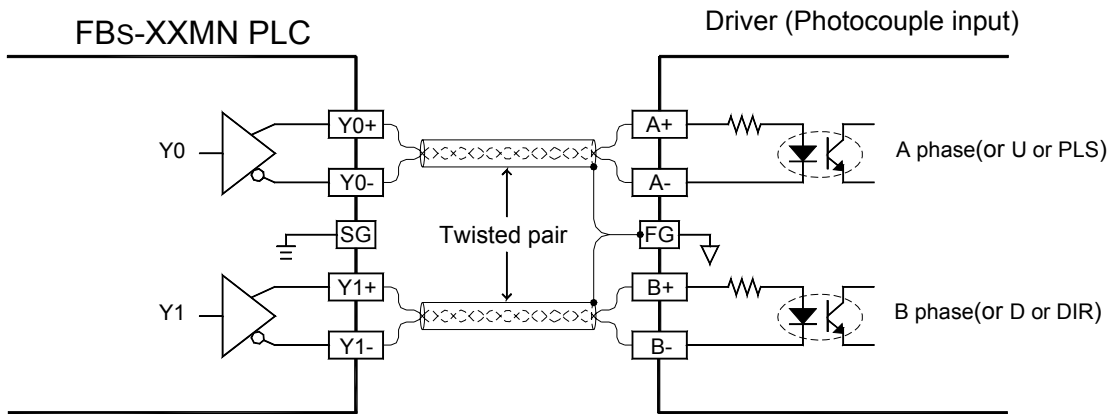 FBs-XXMN PLC
Driver (Photocouple input)
Y0
Y0+
Y0-
SG
Y1
Y1+
Y1-
Twisted pair
A+
A-
FG
B+
B-
A phase(or U or PLS)
B phase(or D or DIR)